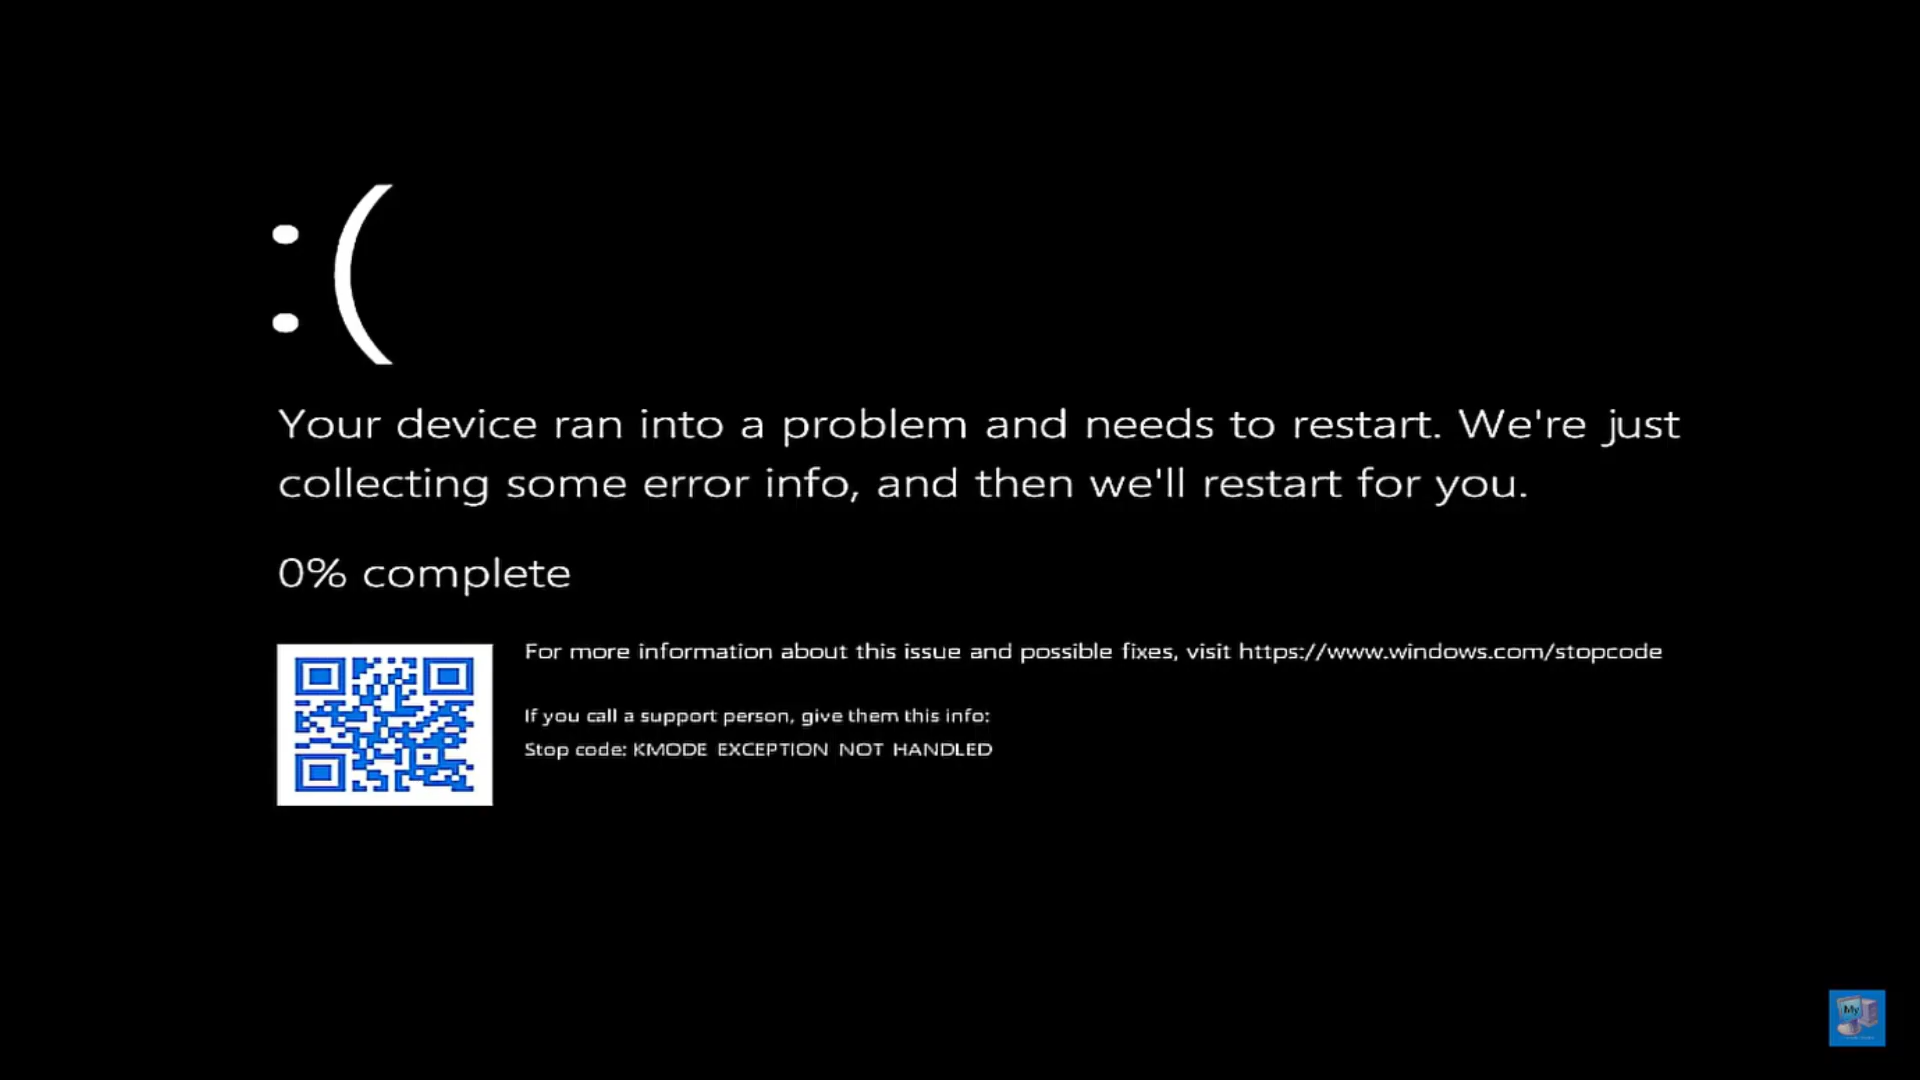 :(
Your device ran into a problem and needs to restart. We're just
collecting some error info, and then we'll restart for you.
0% complete
For more information about this issue and possible fixes, visit https://www.windows.com/stopcode
If you call a support person, give them this info:
Stop code: KMODE EXCEPTION NOT HANDLED
My